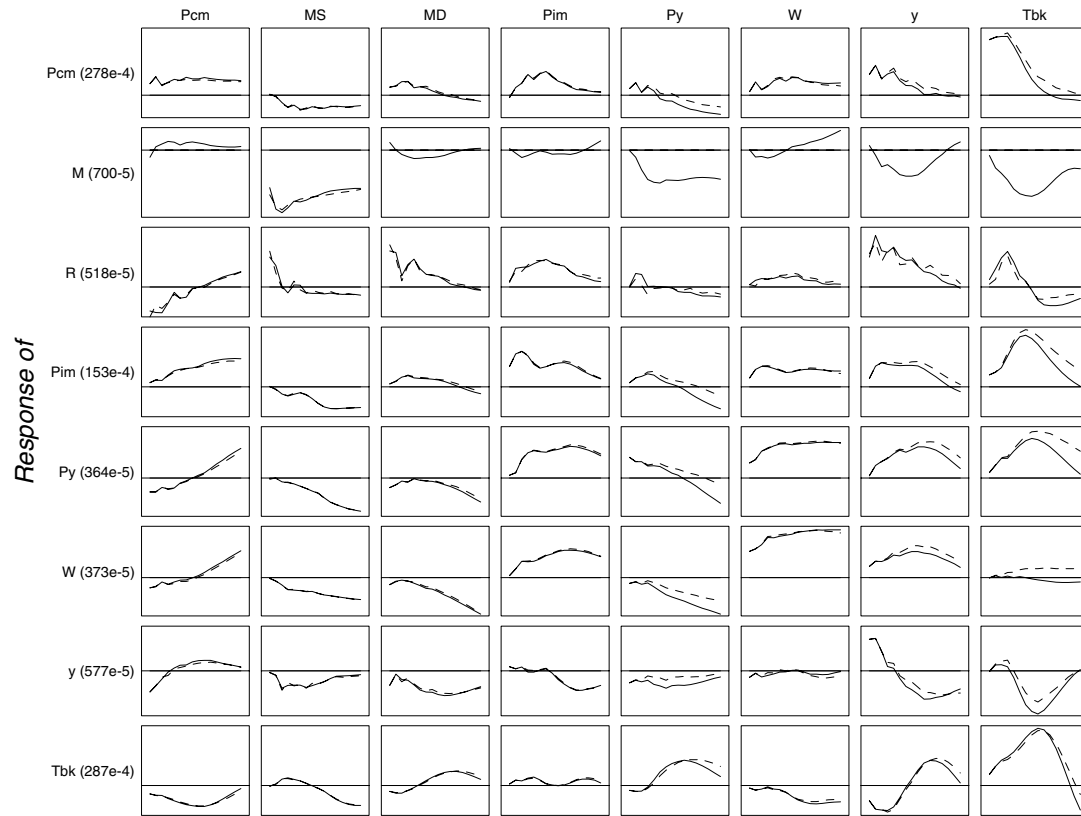 Pcm MS MD Pim Py W y Tbk
Pcm (278e-4)
M (700-5)
R (518e-5)
Pim (153e-4)
Response of
Py (364e-5)
W (373e-5)
y (577e-5)
Tbk (287e-4)